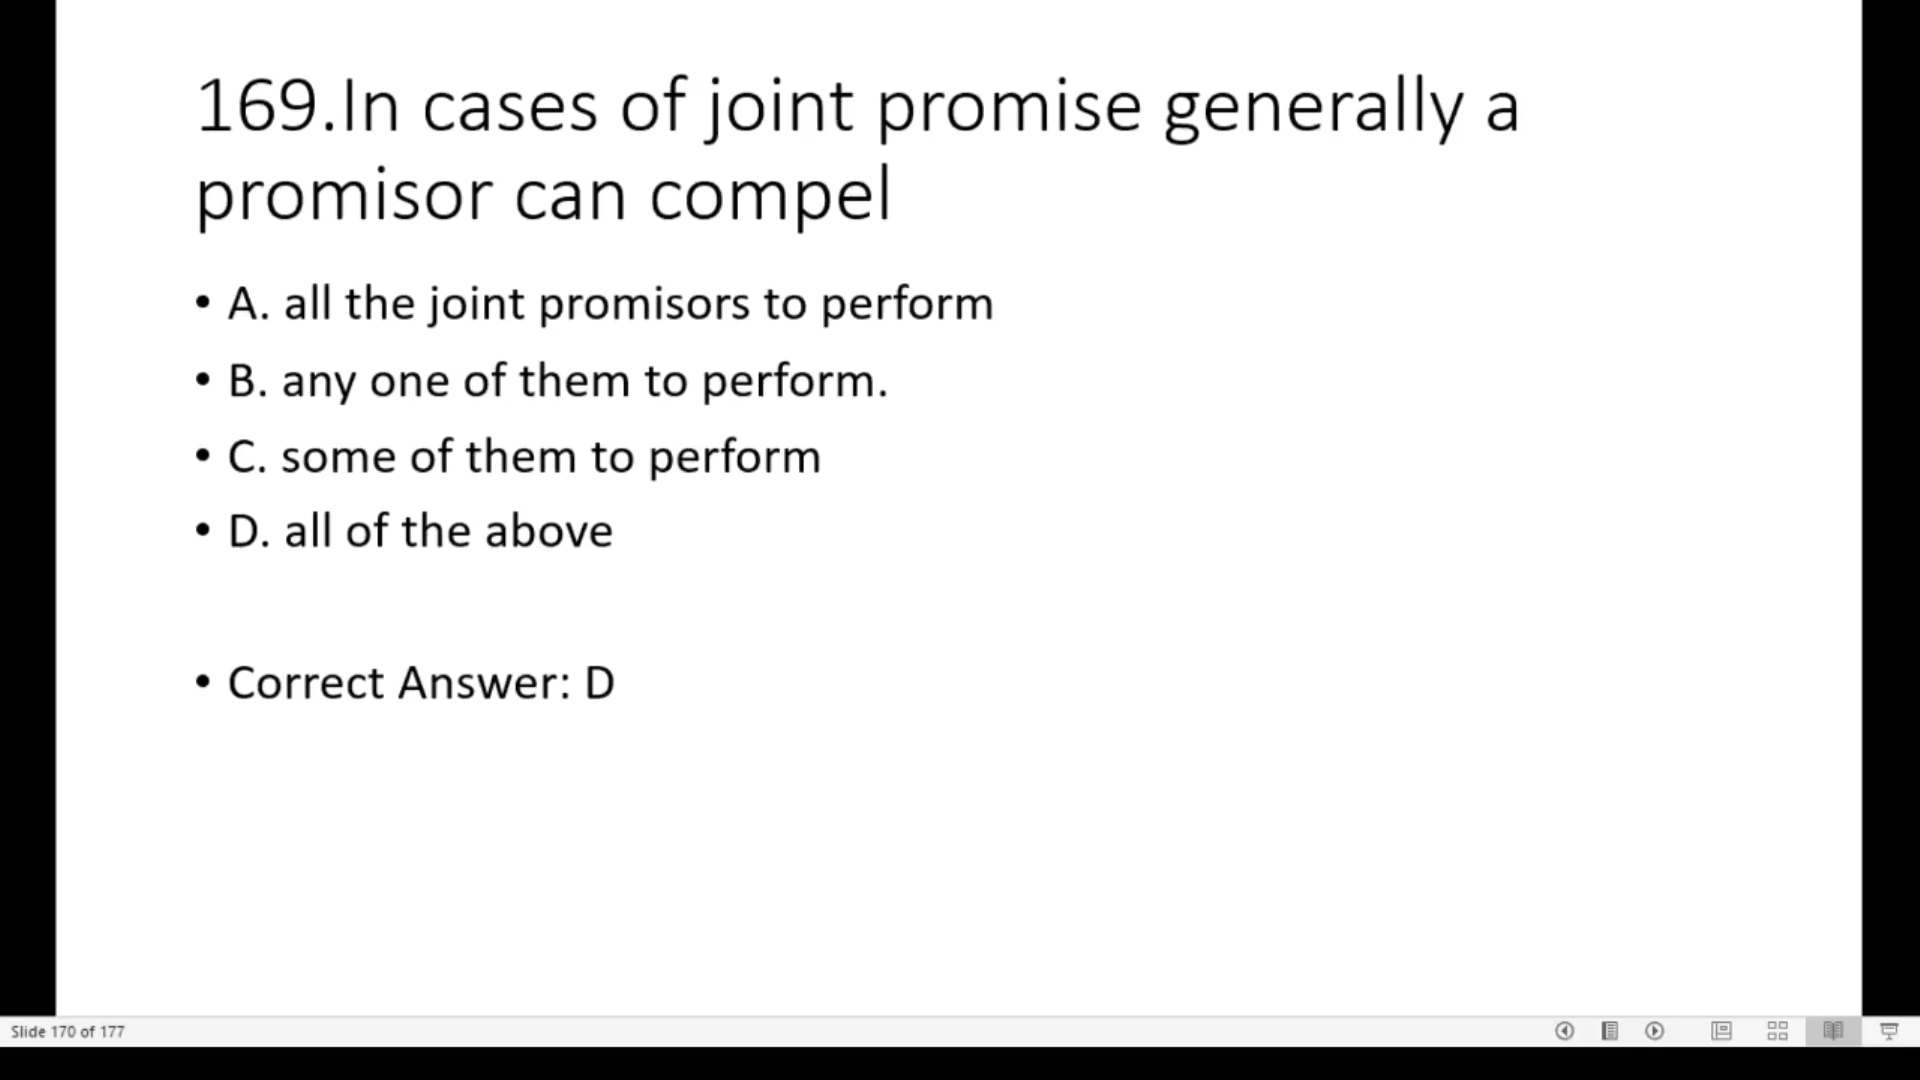 169.In cases of joint promise generally a
promisor can compel
• A. all the joint promisors to perform
• B. any one of them to perform.
• C. some of them to perform
• D. all of the above
• Correct Answer: D
Slide 170 of 177